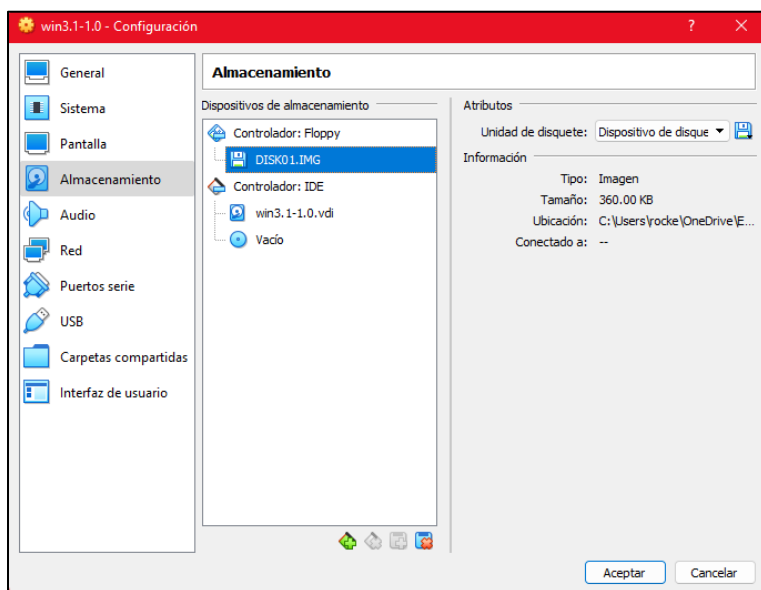 win3.1-1.0 - Configuración
?
General
Sistema
Pantalla
Almacenamiento
Audio
Red
Puertos serie
USB
Carpetas compartidas
Interfaz de usuario
Almacenamiento
Dispositivos de almacenamiento
Controlador: Floppy
DISK01.IMG
Controlador: IDE
win3.1-1.0.vdi
Vacío
Atributos
Unidad de disquete: Dispositivo de disque
Información
Tipo: Imagen
Tamaño: 360.00 KB
Ubicación: C:\Users\rocke\OneDrive\E...
Conectado a: --
Aceptar Cancelar